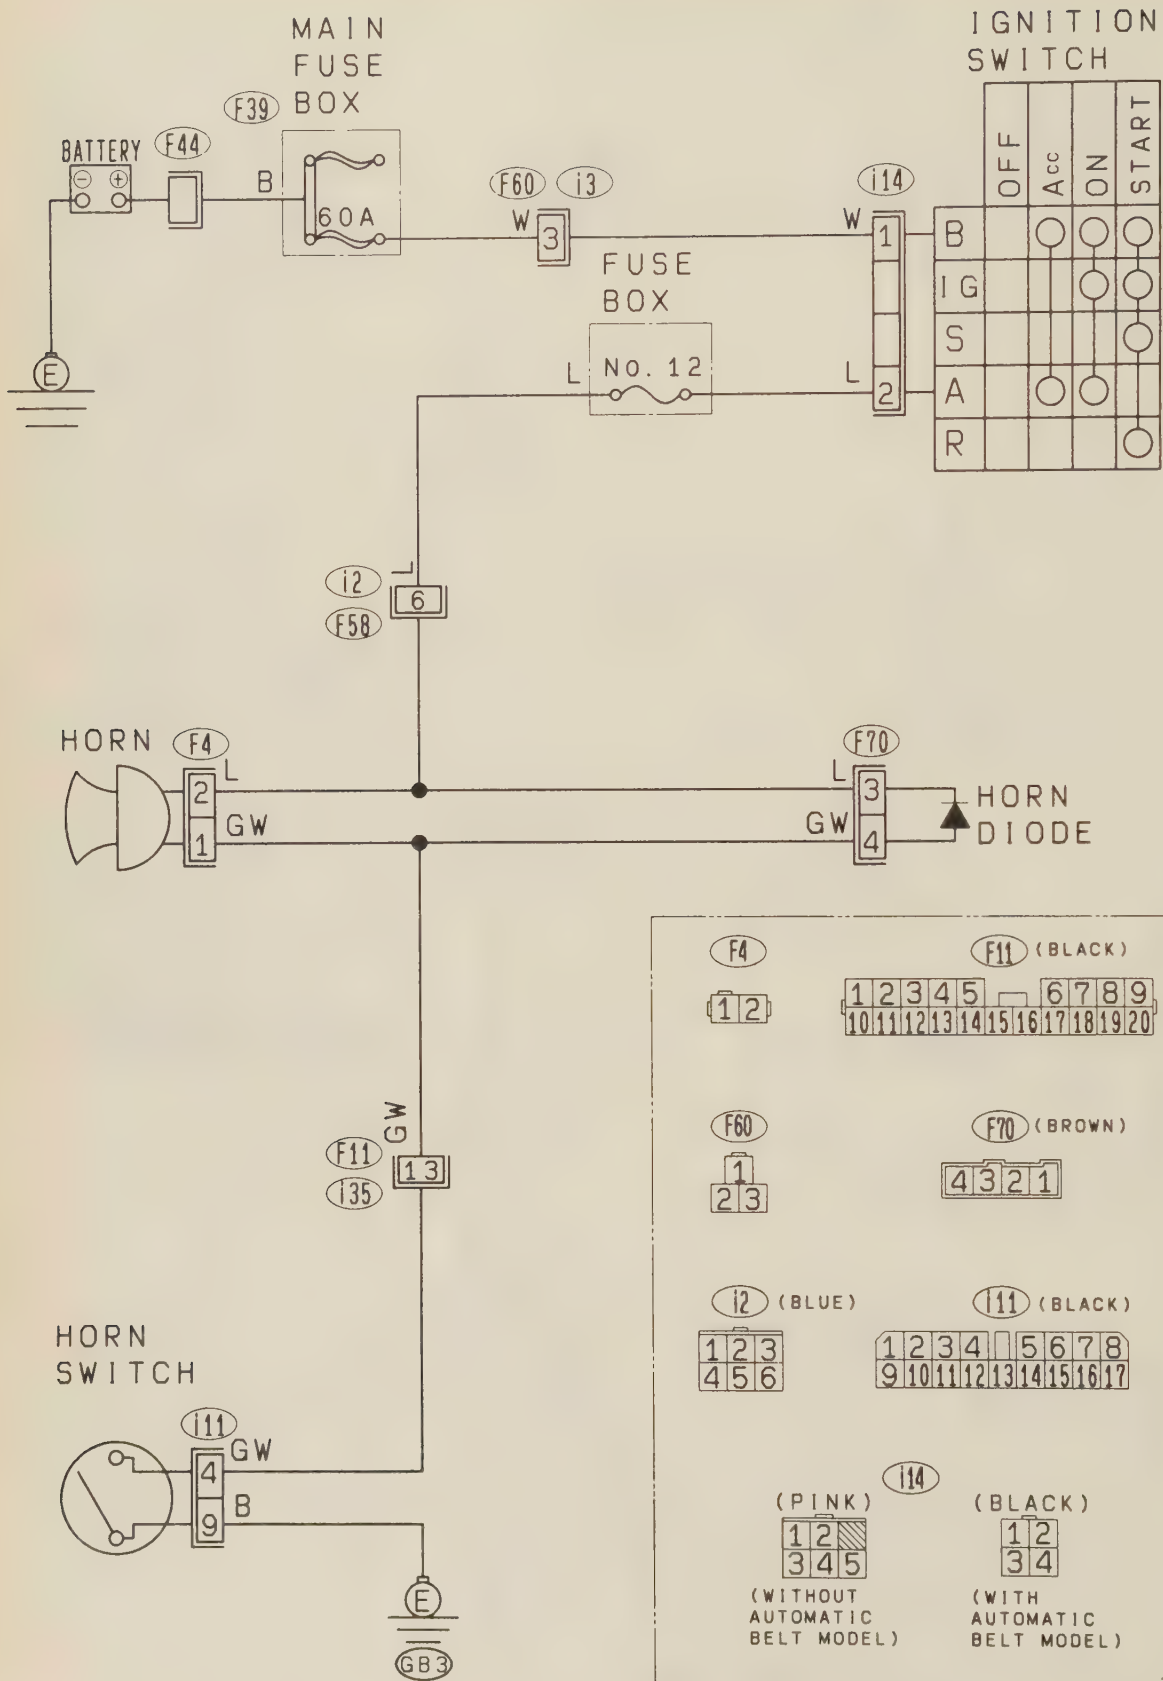 MAIN
FUSE
BOX
IGNITION
SWITCH
F39
F44
BATTERY
B
60A
F60 i3
W
3
i14
W
1
2
L
OFF
Acc
ON
START
B
IG
S
A
R
FUSE
BOX
No. 12
L
E
i2
F58
L
6
HORN
F4
L
2
GW
1
F70
L
3
GW
4
HORN
DIODE
GW
F11
i35
13
HORN
SWITCH
i11
GW
4
B
9
E
GB3
F4
1 2
F11 (BLACK)
1 2 3 4 5 6 7 8 9
10 11 12 13 14 15 16 17 18 19 20
F60
1
2 3
F70 (BROWN)
4 3 2 1
i2 (BLUE)
1 2 3
4 5 6
i11 (BLACK)
1 2 3 4 5 6 7 8
9 10 11 12 13 14 15 16 17
i14
(PINK)
1 2
3 4 5
(WITHOUT
AUTOMATIC
BELT MODEL)
(BLACK)
1 2
3 4
(WITH
AUTOMATIC
BELT MODEL)